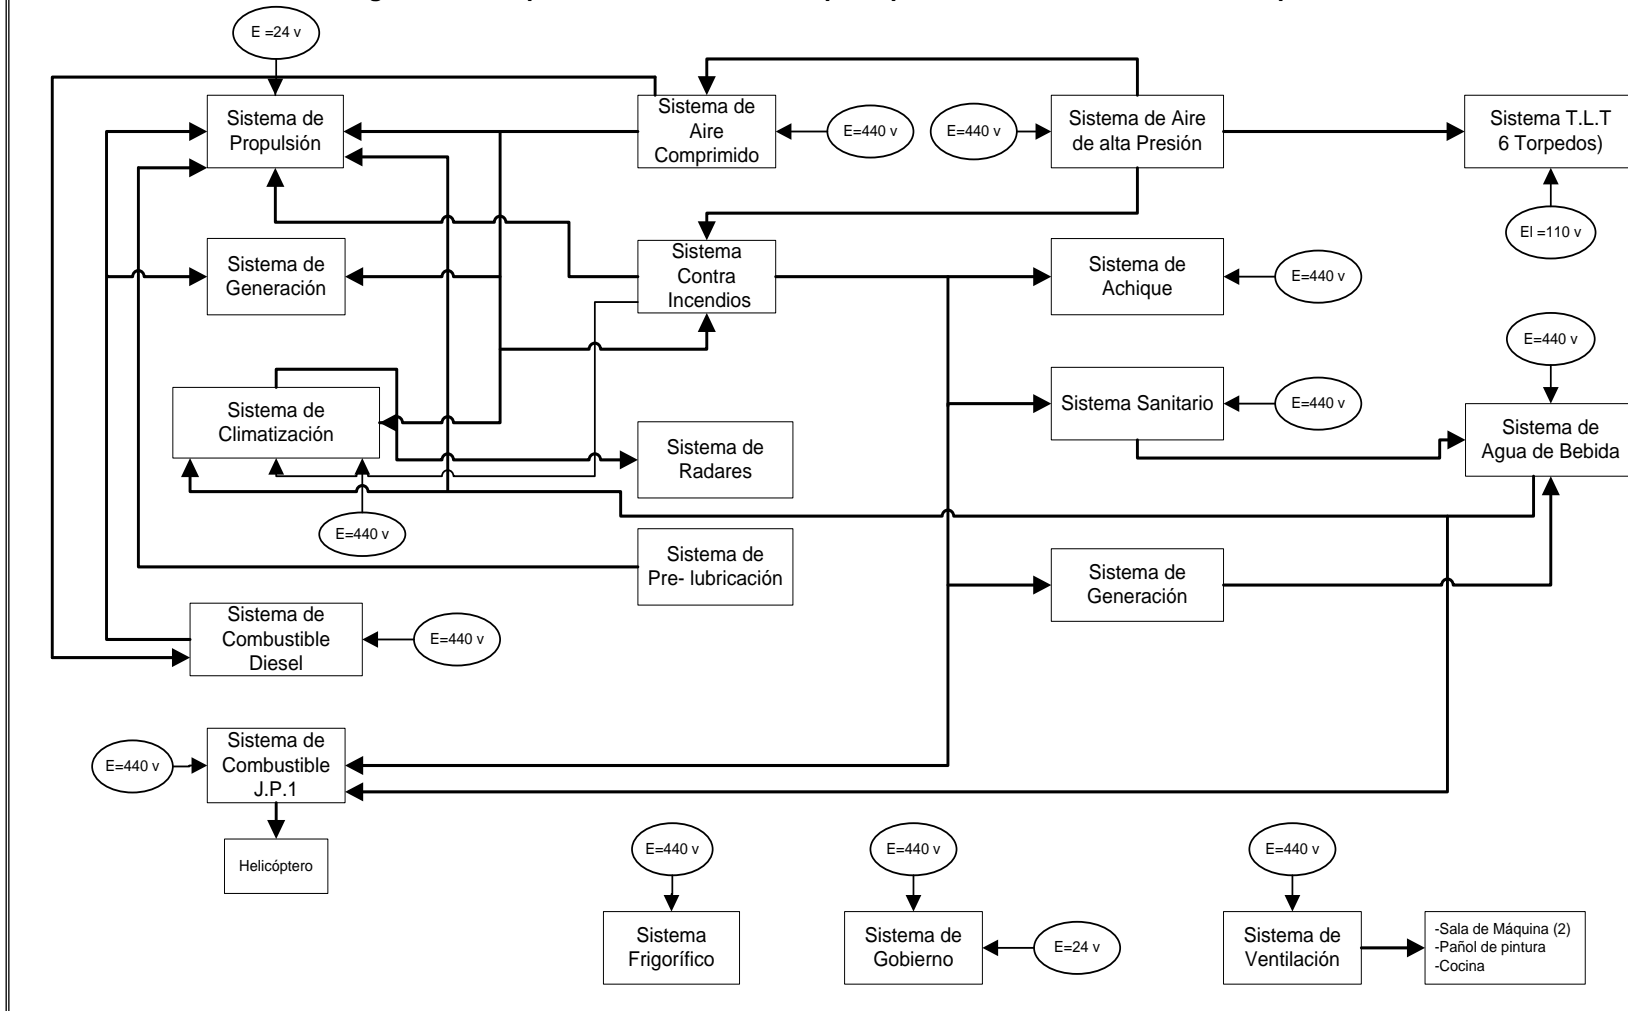 E =24 v
Sistema de
Propulsión
Sistema de
Aire
Comprimido
E=440 v
E=440 v
Sistema de Aire
de alta Presión
Sistema T.L.T
6 Torpedos)
El =110 v
Sistema de
Generación
Sistema
Contra
Incendios
Sistema de
Achique
E=440 v
E=440 v
Sistema de
Climatización
Sistema de
Radares
Sistema Sanitario
E=440 v
Sistema de
Agua de Bebida
E=440 v
Sistema de
Pre- lubricación
Sistema de
Generación
Sistema de
Combustible
Diesel
E=440 v
E=440 v
Sistema de
Combustible
J.P.1
Helicóptero
E=440 v
Sistema
Frigorífico
E=440 v
Sistema de
Gobierno
E=24 v
E=440 v
Sistema de
Ventilación
-Sala de Máquina (2)
-Pañol de pintura
-Cocina